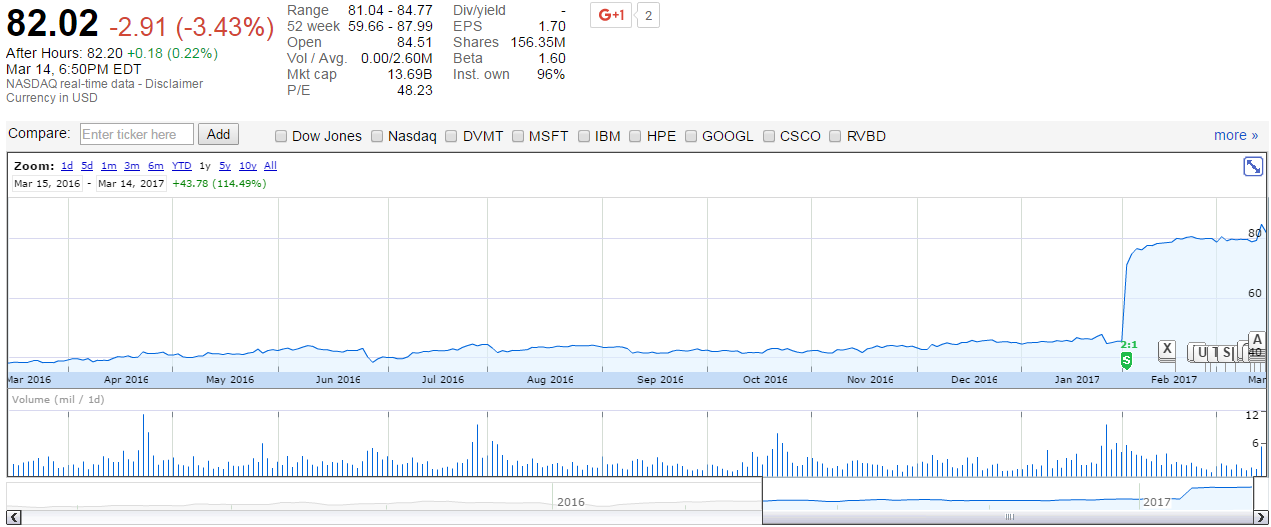 82.02 -2.91 (-3.43%)
After Hours: 82.20 +0.18 (0.22%)
Mar 14, 6:50PM EDT
NASDAQ real-time data - Disclaimer
Currency in USD
Range 81.04 - 84.77
52 week 59.66 - 87.99
Open 84.51
Vol / Avg. 0.00/2.60M
Mkt cap 13.69B
P/E 48.23
Div/yield -
EPS 1.70
Shares 156.35M
Beta 1.60
Inst. own 96%
G+1 2
Compare: Enter ticker here Add Dow Jones Nasdaq DVMT MSFT IBM HPE GOOGL CSCO RVBD more »
Zoom: 1d 5d 1m 3m 6m YTD 1y 5y 10y All
Mar 15, 2016 - Mar 14, 2017 +43.78 (114.49%)
80
60
40
2:1
S
X U T S A
Mar 2016 Apr 2016 May 2016 Jun 2016 Jul 2016 Aug 2016 Sep 2016 Oct 2016 Nov 2016 Dec 2016 Jan 2017 Feb 2017 Mar
Volume (mil / 1d)
12
6
2016 2017